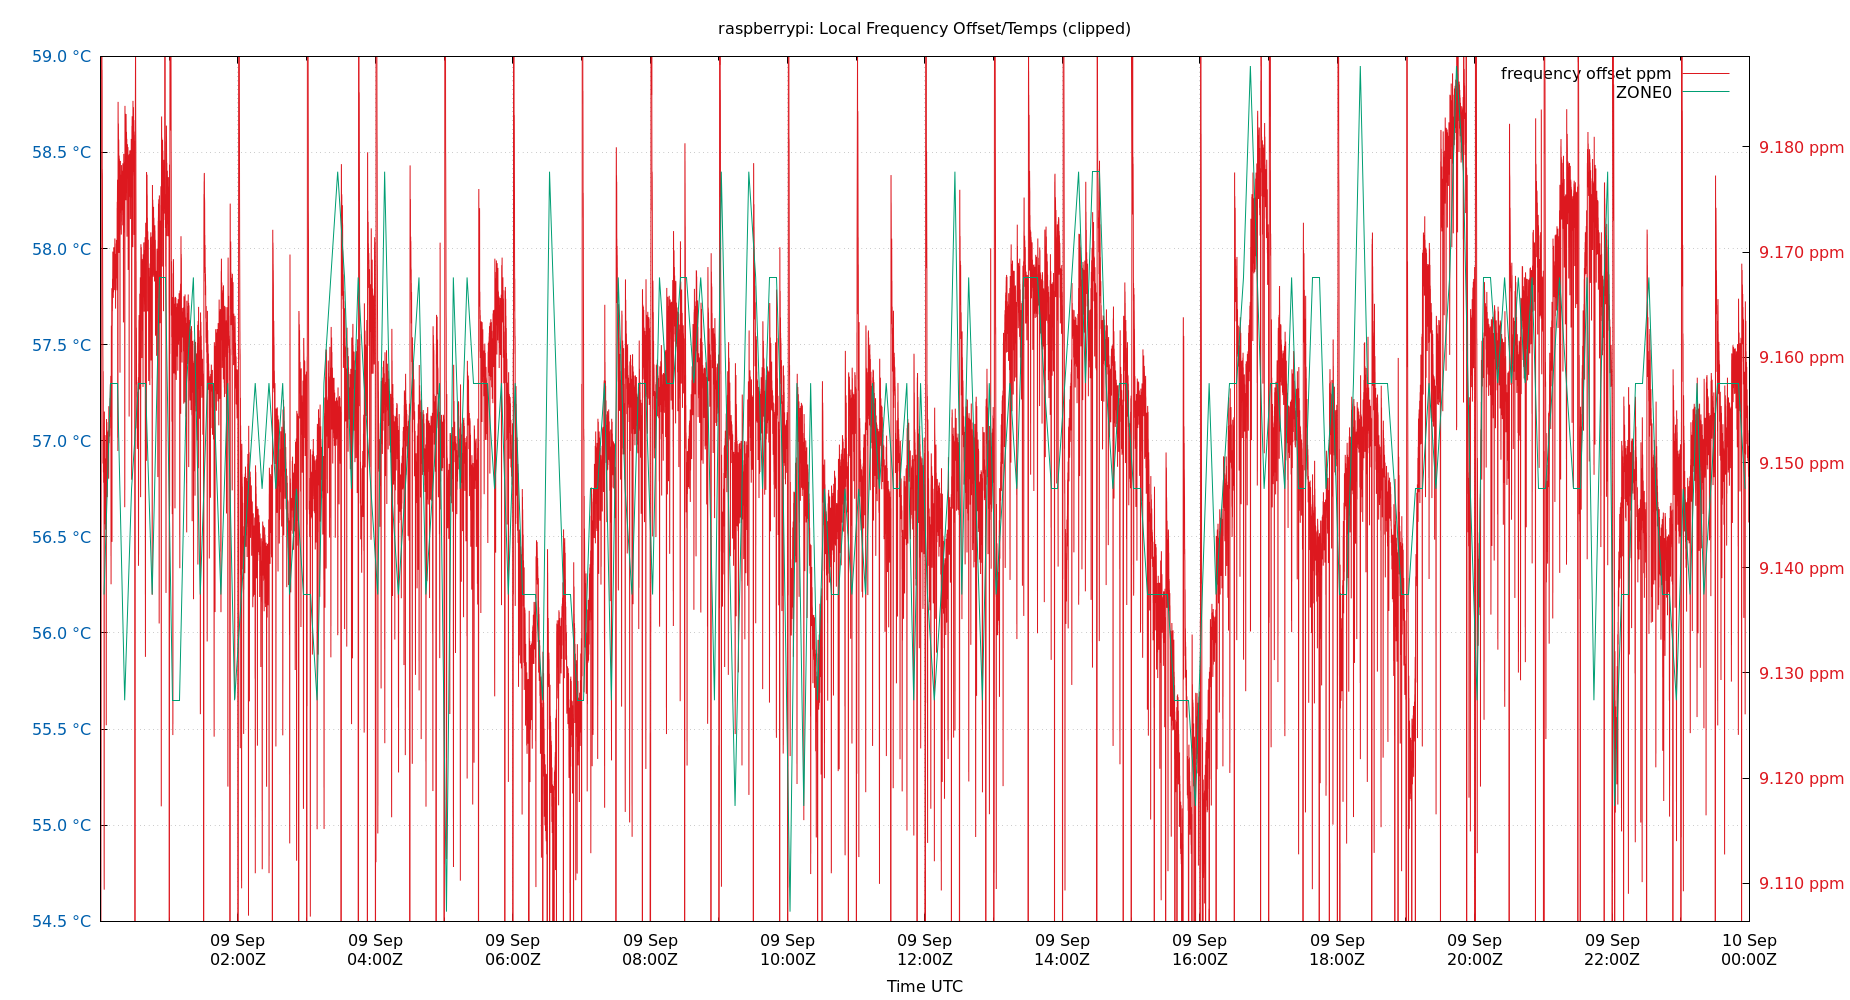 raspberrypi: Local Frequency Offset/Temps (clipped)
59.0 °C
58.5 °C
58.0 °C
57.5 °C
57.0 °C
56.5 °C
56.0 °C
55.5 °C
55.0 °C
54.5 °C
frequency offset ppm
ZONE0
9.180 ppm
9.170 ppm
9.160 ppm
9.150 ppm
9.140 ppm
9.130 ppm
9.120 ppm
9.110 ppm
09 Sep 09 Sep 09 Sep 09 Sep 09 Sep 09 Sep 09 Sep 09 Sep 09 Sep 09 Sep 09 Sep 10 Sep
02:00Z 04:00Z 06:00Z 08:00Z 10:00Z 12:00Z 14:00Z 16:00Z 18:00Z 20:00Z 22:00Z 00:00Z
Time UTC